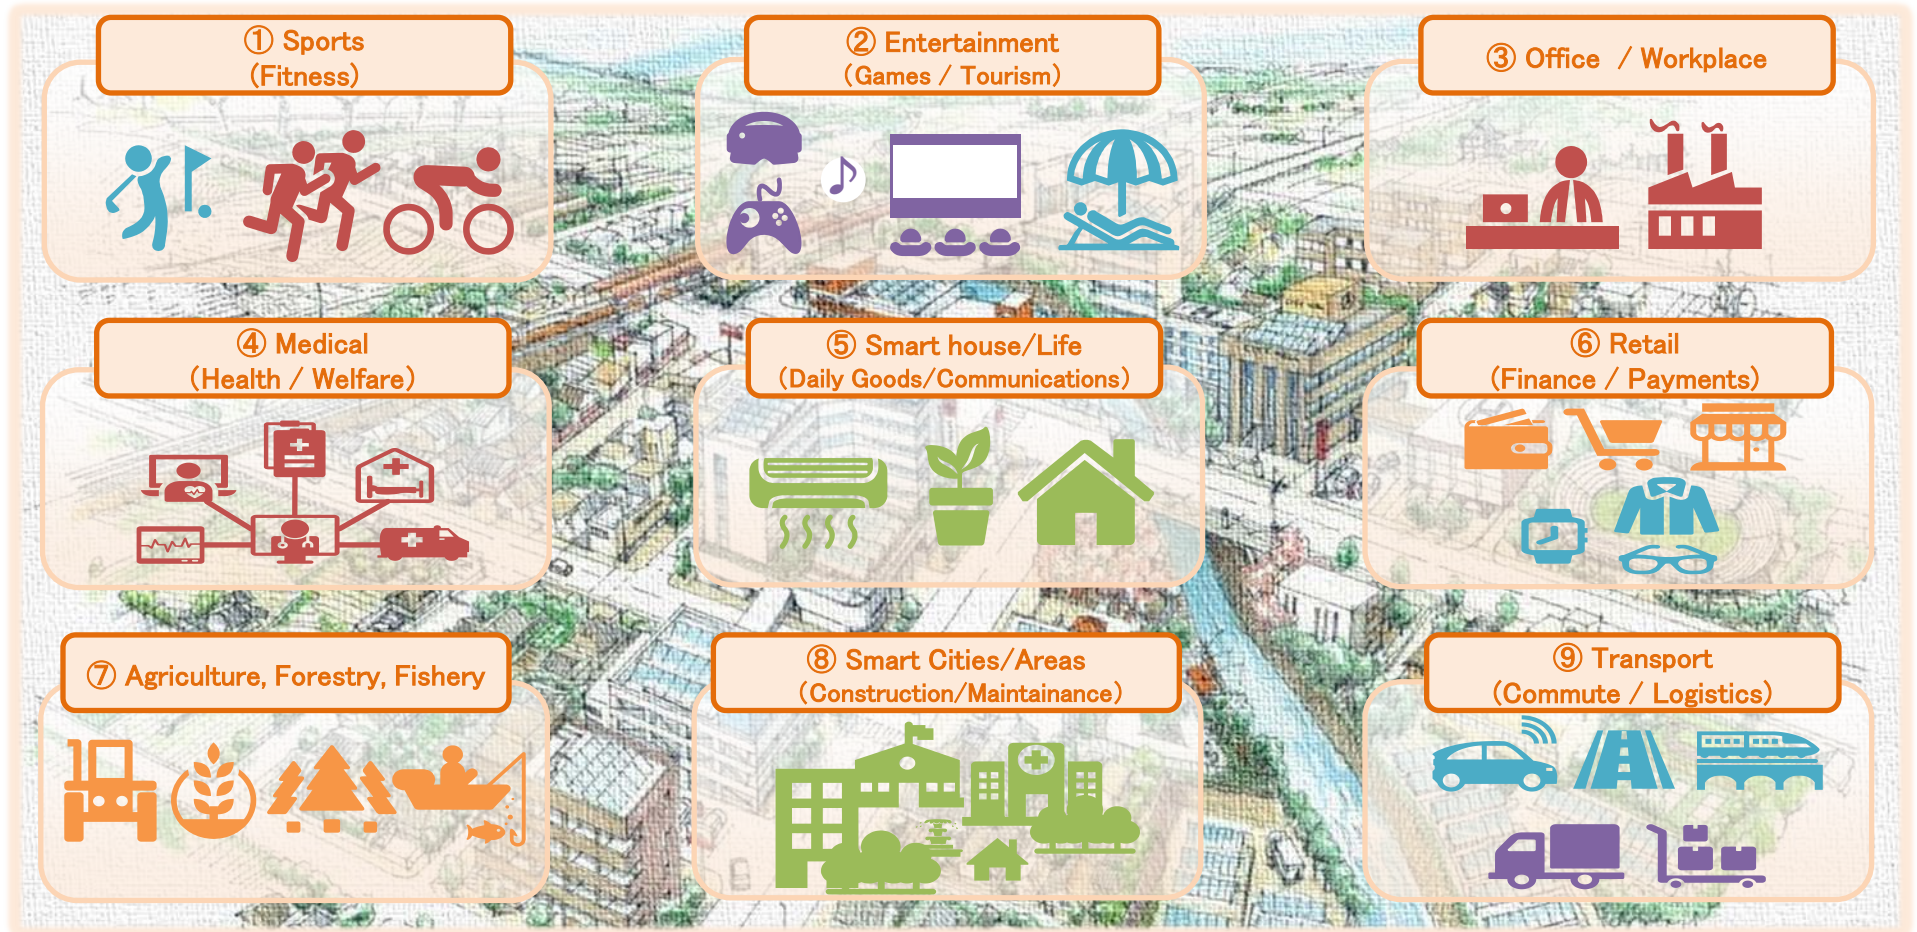 ① Sports
(Fitness)
② Entertainment
(Games / Tourism)
③ Office / Workplace
④ Medical
(Health / Welfare)
⑤ Smart house/Life
(Daily Goods/Communications)
⑥ Retail
(Finance / Payments)
⑦ Agriculture, Forestry, Fishery
⑧ Smart Cities/Areas
(Construction/Maintainance)
⑨ Transport
(Commute / Logistics)